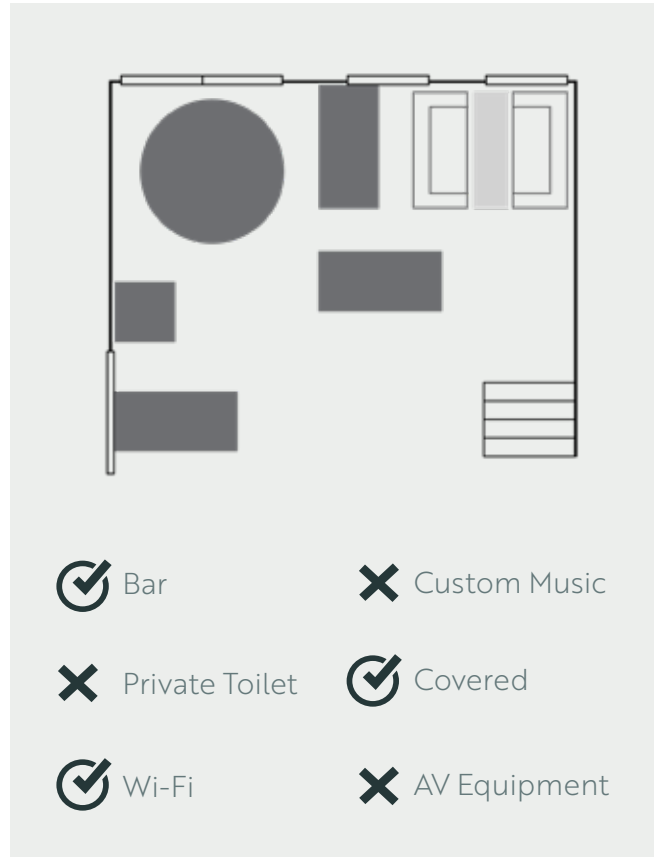 Bar
Custom Music
Private Toilet
Covered
Wi-Fi
AV Equipment